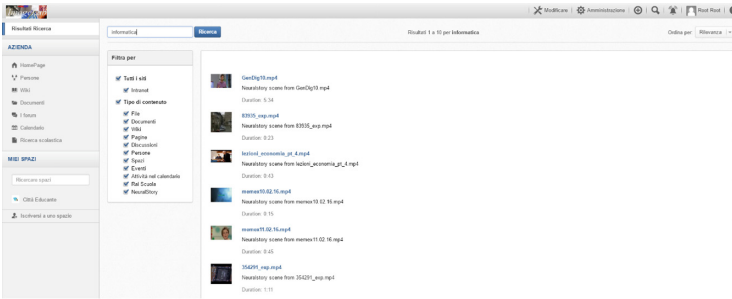 Modificare
Amministrazione
Root Root
Risultati Ricerca
informatica
Ricerca
Risultati 1 a 10 per informatica
Ordina per:
Rilevanza
AZIENDA
HomePage
Persone
Wiki
Documenti
I forum
Calendario
Ricerca scolastica
MIEI SPAZI
Ricercare spazi
Città Educante
Iscriversi a uno spazio
Filtra per
Tutti i siti
Intranet
Tipo di contenuto
File
Documenti
Wiki
Pagine
Discussioni
Persone
Spazi
Eventi
Attività nel calendario
Rai Scuola
NeuralStory
GenDig10.mp4
Neuralstory scene from GenDig10.mp4
Duration: 5:34
83935_exp.mp4
Neuralstory scene from 83935_exp.mp4
Duration: 0:23
lezioni_economia_pt_4.mp4
Neuralstory scene from lezioni_economia_pt_4.mp4
Duration: 0:43
memex10.02.16.mp4
Neuralstory scene from memex10.02.16.mp4
Duration: 0:15
memex11.02.16.mp4
Neuralstory scene from memex11.02.16.mp4
Duration: 0:45
354291_exp.mp4
Neuralstory scene from 354291_exp.mp4
Duration: 1:11